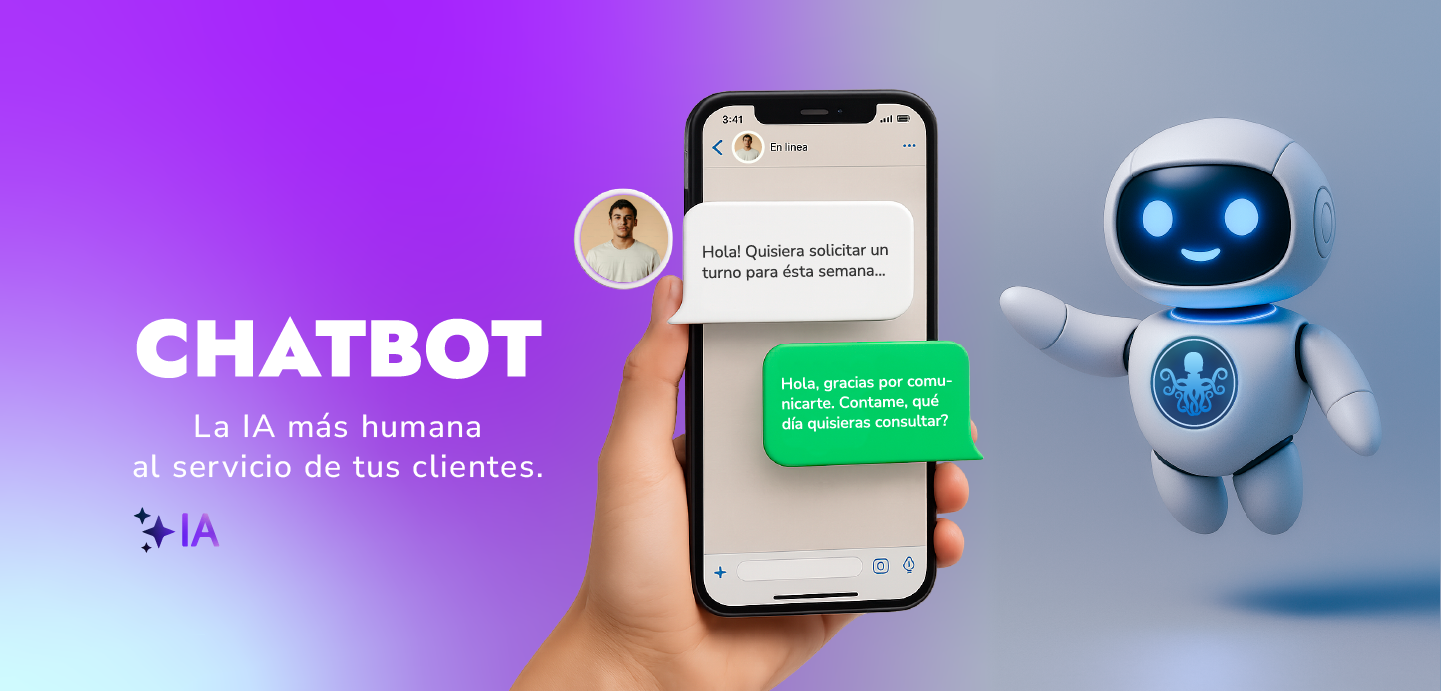 CHATBOT
La IA más humana
al servicio de tus clientes.
IA
3:41
En linea
Hola! Quisiera solicitar un
turno para ésta semana...
Hola, gracias por comu-
nicarte. Contame, qué
día quisieras consultar?